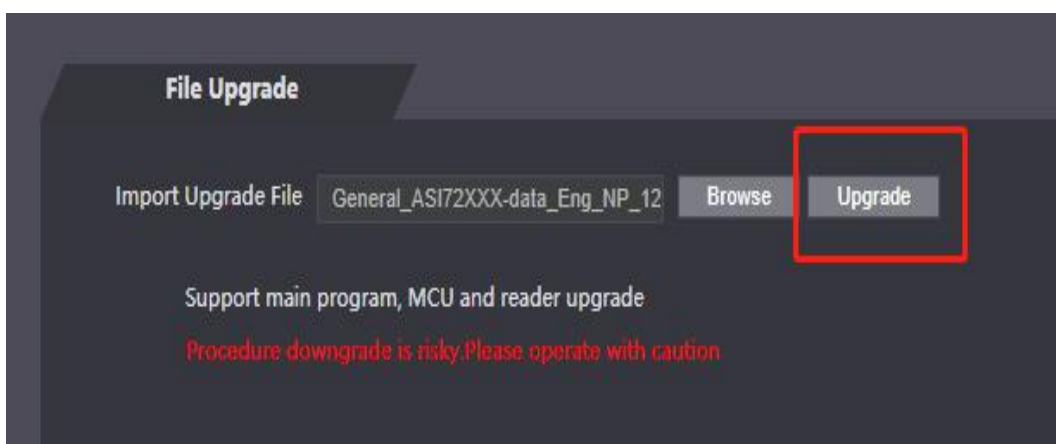 File Upgrade
Import Upgrade File General_ASI72XXX-data_Eng_NP_12 Browse Upgrade
Support main program, MCU and reader upgrade
Procedure downgrade is risky.Please operate with caution